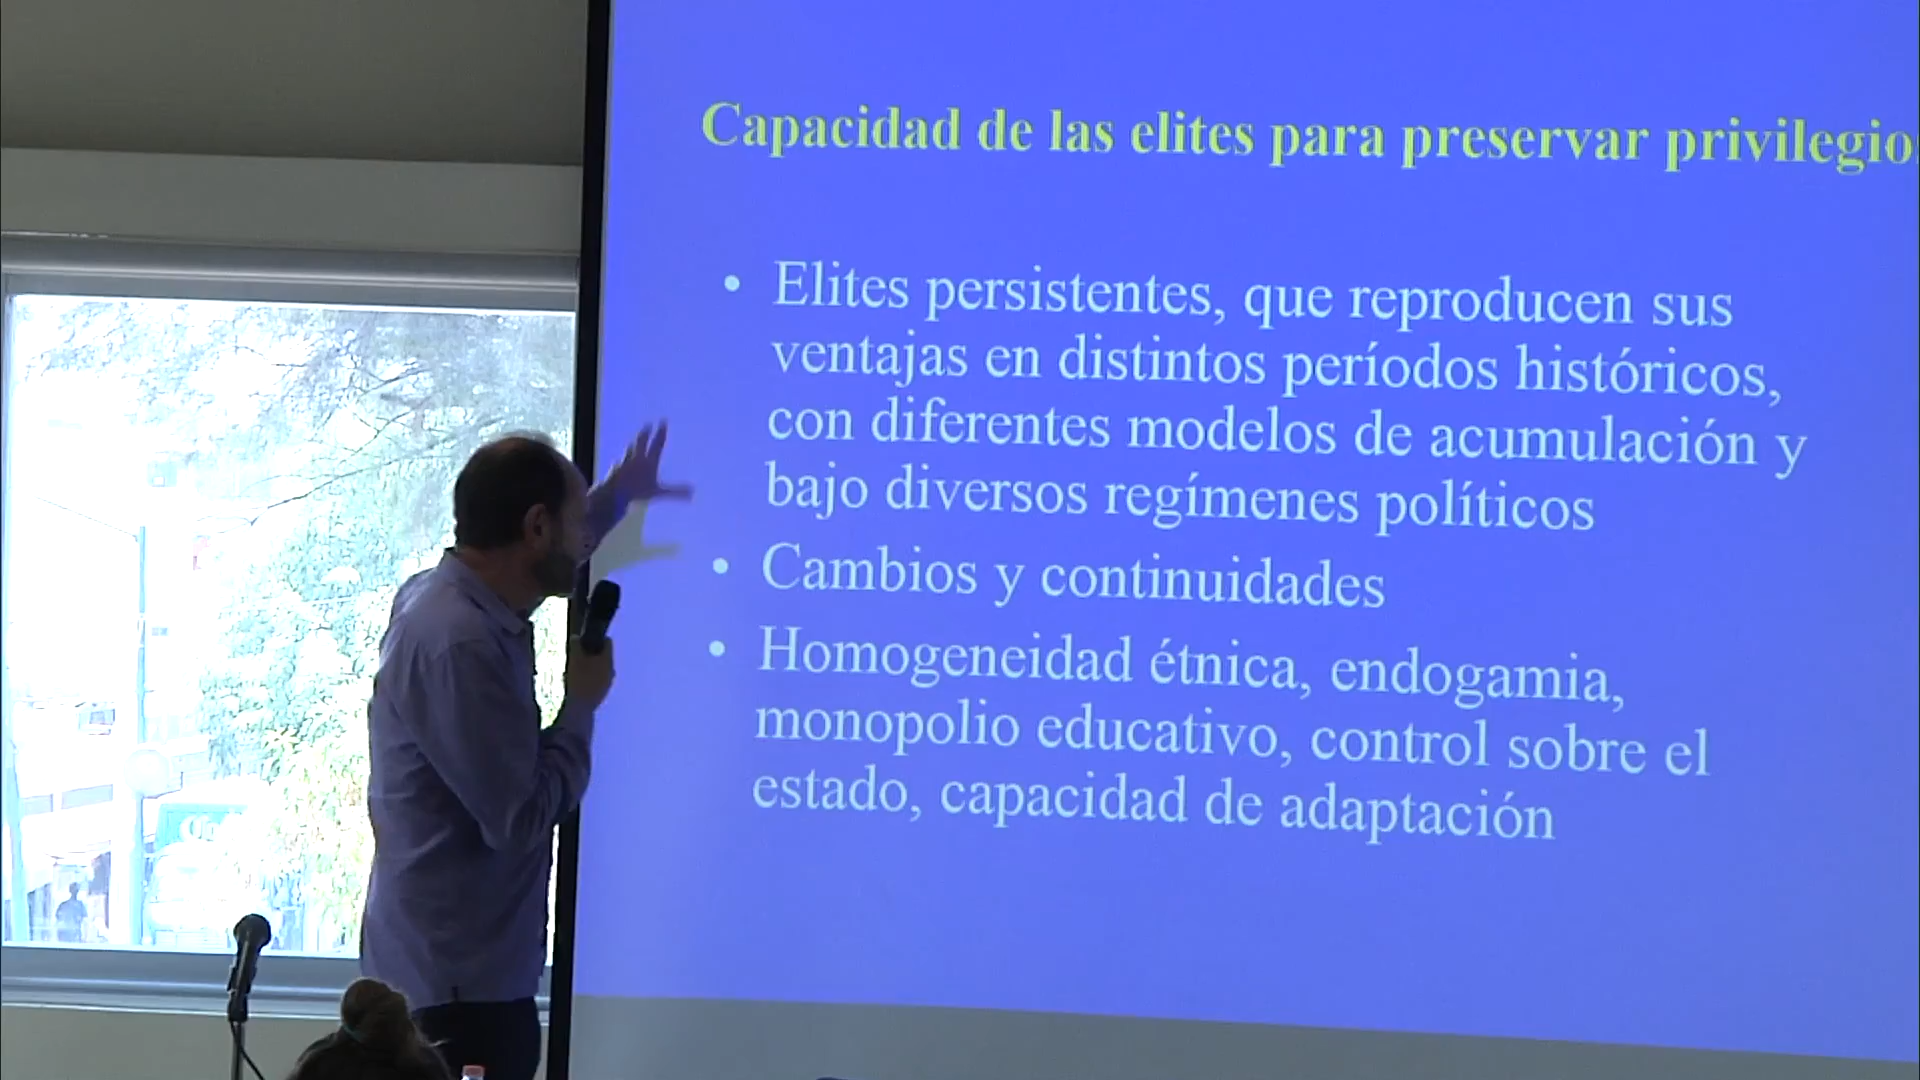 Capacidad de las elites para preservar privilegio
• Elites persistentes, que reproducen sus
ventajas en distintos períodos históricos,
con diferentes modelos de acumulación y
bajo diversos regímenes políticos
• Cambios y continuidades
• Homogeneidad étnica, endogamia,
monopolio educativo, control sobre el
estado, capacidad de adaptación